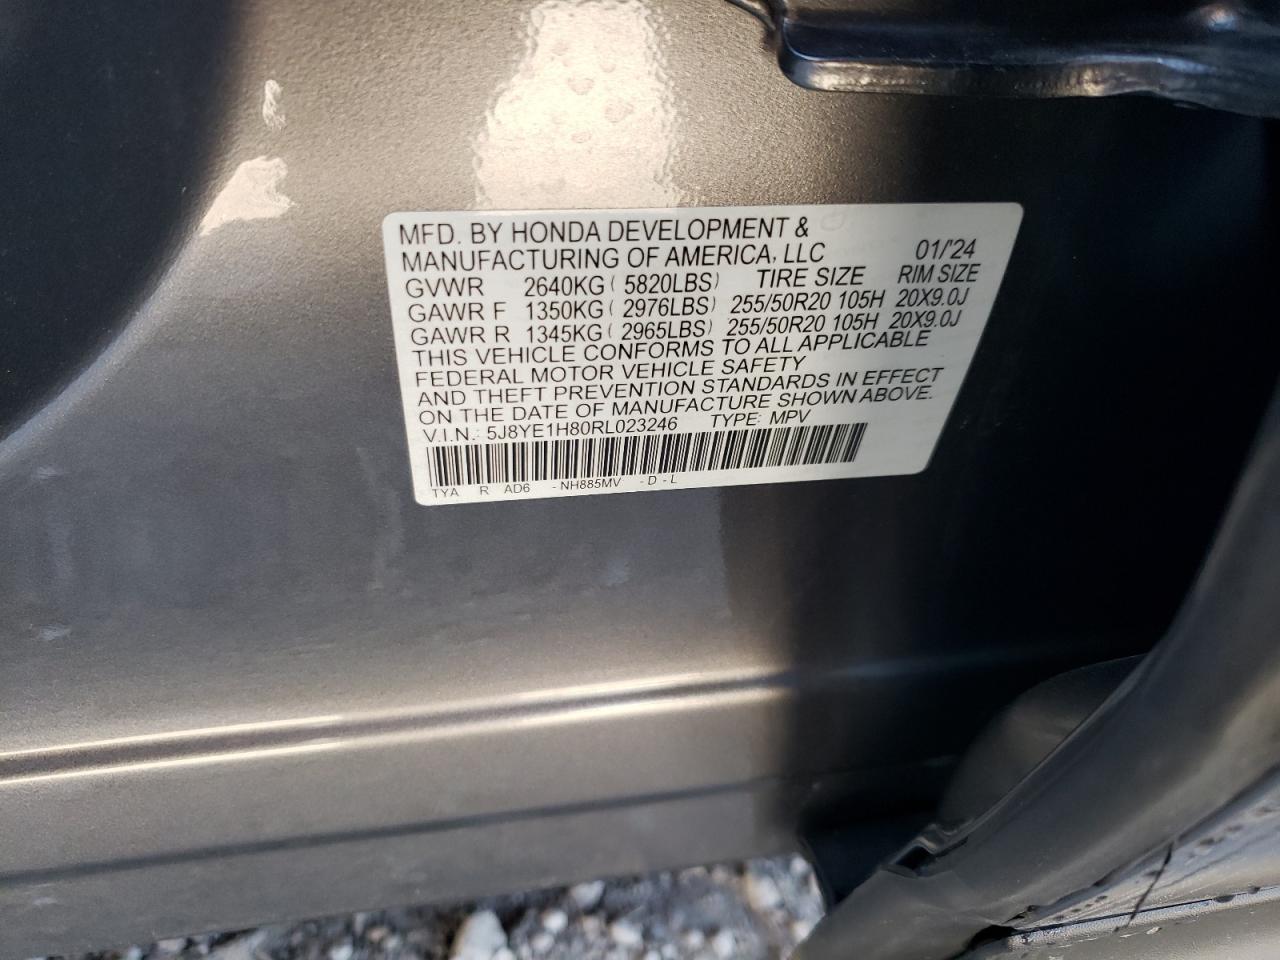 MFD. BY HONDA DEVELOPMENT &
MANUFACTURING OF AMERICA, LLC 01/'24
GVWR 2640KG ( 5820LBS) TIRE SIZE RIM SIZE
GAWR F 1350KG ( 2976LBS) 255/50R20 105H 20X9.0J
GAWR R 1345KG ( 2965LBS) 255/50R20 105H 20X9.0J
THIS VEHICLE CONFORMS TO ALL APPLICABLE
FEDERAL MOTOR VEHICLE SAFETY
AND THEFT PREVENTION STANDARDS IN EFFECT
ON THE DATE OF MANUFACTURE SHOWN ABOVE.
V.I.N.: 5J8YE1H80RL023246 TYPE: MPV
TYA R AD6 - NH885MV - D - L